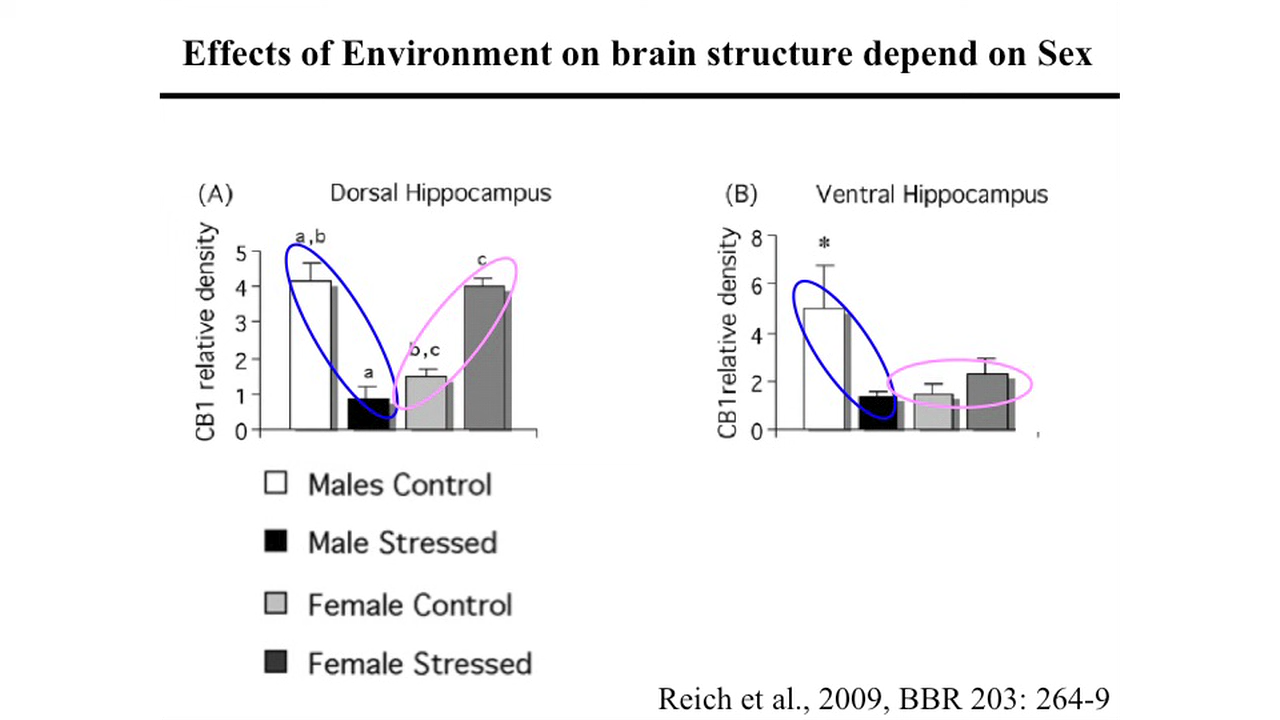 Effects of Environment on brain structure depend on Sex
(A) Dorsal Hippocampus
CB1 relative density
5
4
3
2
1
0
a,b
a
b,c
c
(B) Ventral Hippocampus
CB1relative density
8
6
4
2
0
*
Males Control
Male Stressed
Female Control
Female Stressed
Reich et al., 2009, BBR 203: 264-9